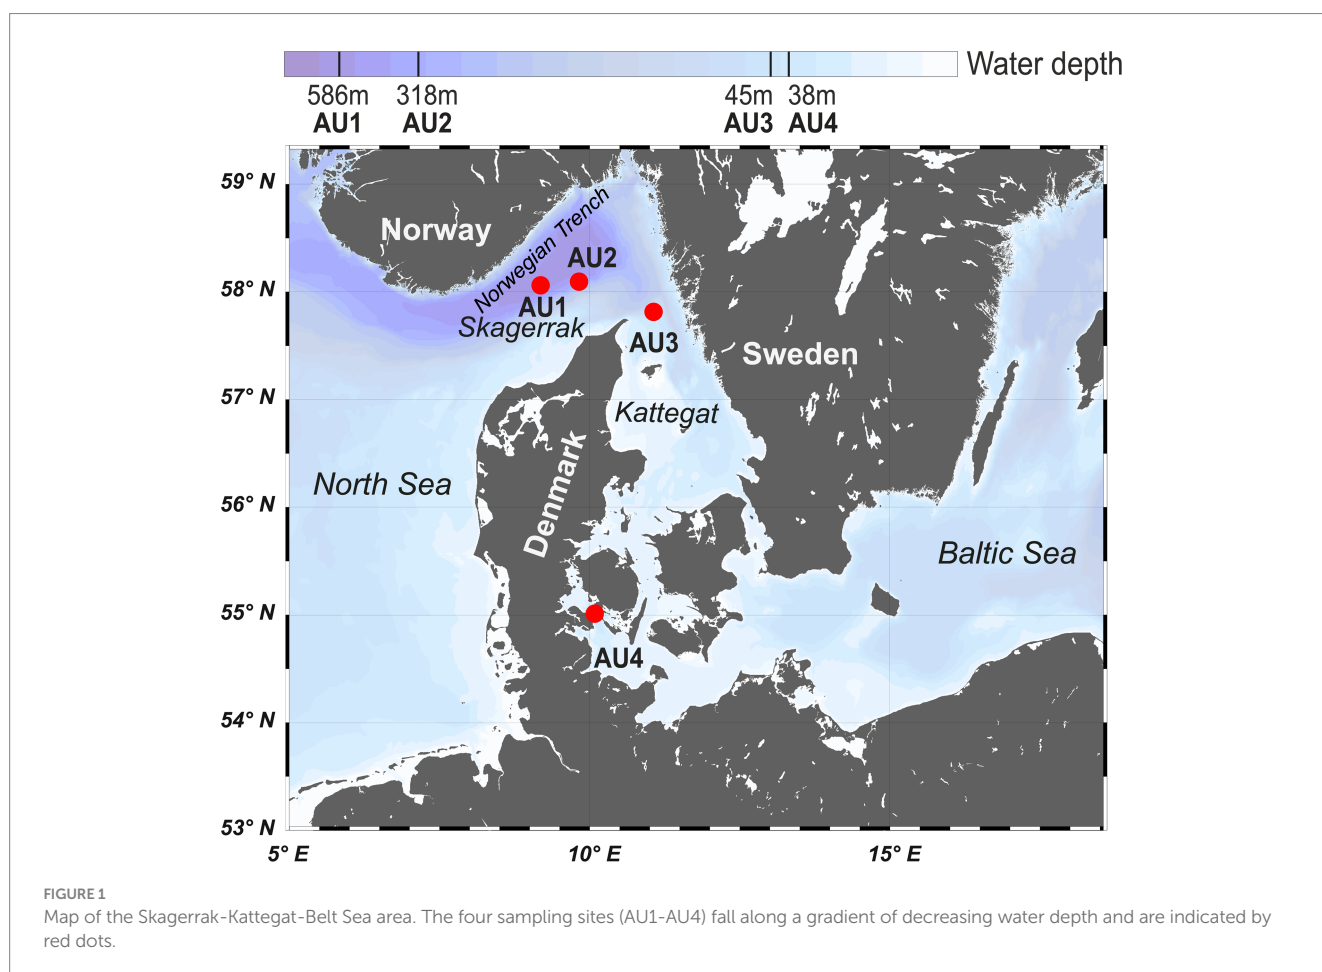 Water depth
586m 318m 45m 38m
AU1 AU2 AU3 AU4
59° N
Norway
Norwegian Trench
AU2
58° N
AU1
Skagerrak
AU3
Sweden
57° N
Kattegat
Denmark
North Sea
56° N
Baltic Sea
55° N
AU4
54° N
53° N
5° E 10° E 15° E
FIGURE 1
Map of the Skagerrak-Kattegat-Belt Sea area. The four sampling sites (AU1-AU4) fall along a gradient of decreasing water depth and are indicated by
red dots.